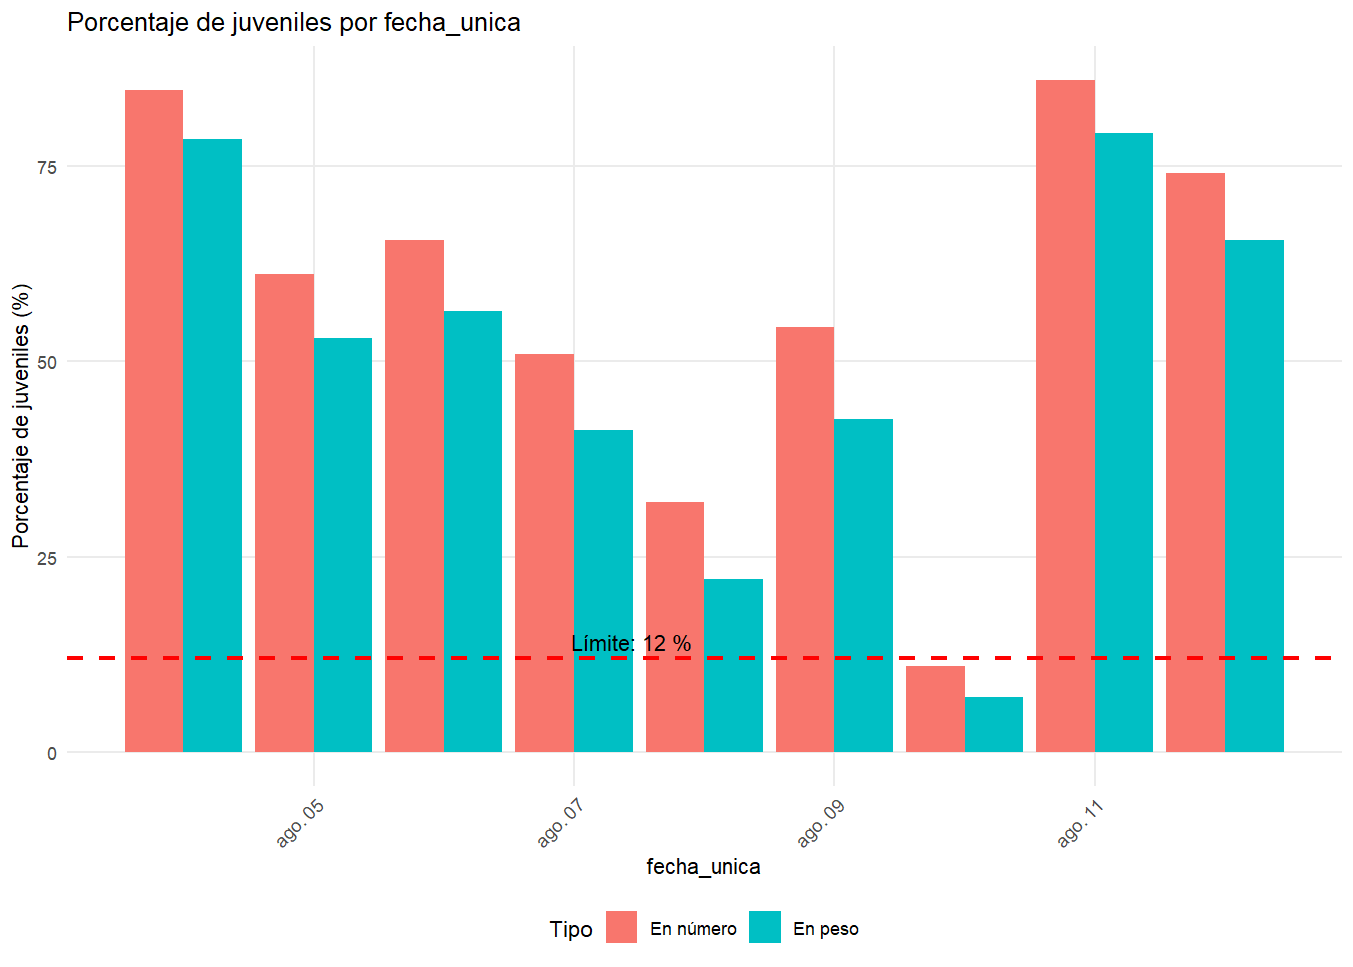 Porcentaje de juveniles por fecha_unica
Porcentaje de juveniles (%)
75
50
25
0
Límite: 12 %
ago. 05
ago. 07
ago. 09
ago. 11
fecha_unica
Tipo
En número
En peso